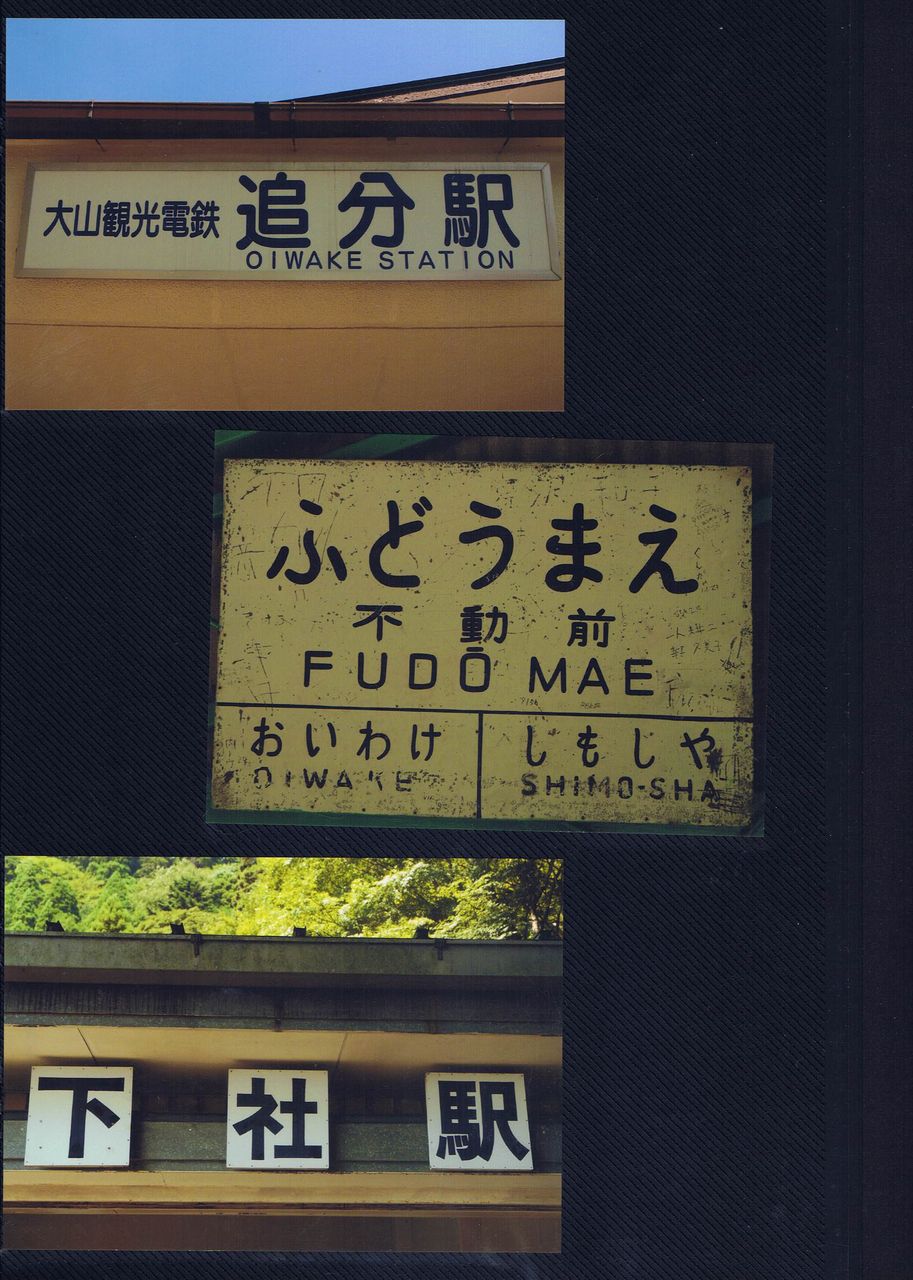 大山観光電鉄 追分駅
OIWAKE STATION
ふどうまえ
不動前
FUDŌ MAE
おいわけ しもしや
OIWAKE SHIMO-SHA
下社駅